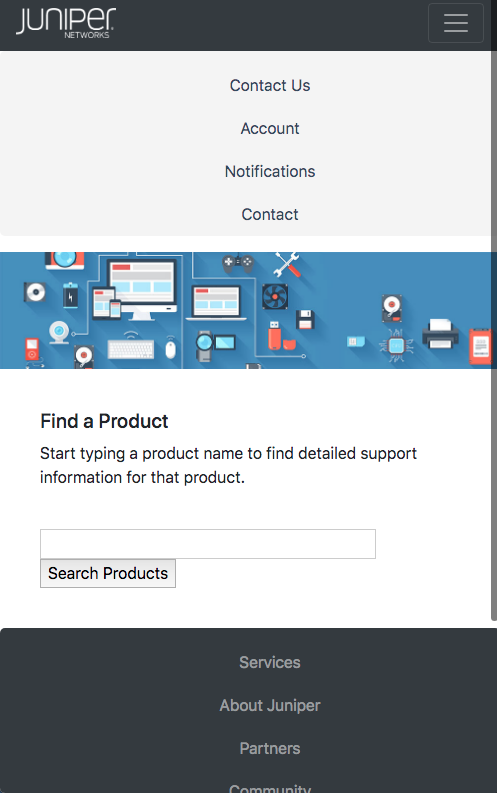 JUNIPEr
NETWORKS
Contact Us
Account
Notifications
Contact
Find a Product
Start typing a product name to find detailed support
information for that product.
Search Products
Services
About Juniper
Partners
Community